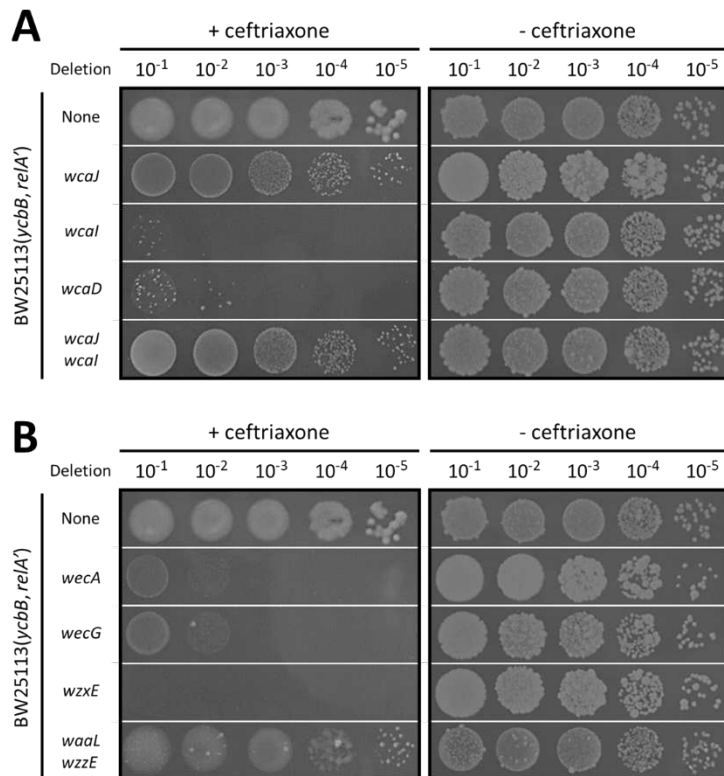 A
+ ceftriaxone - ceftriaxone
Deletion 10⁻¹ 10⁻² 10⁻³ 10⁻⁴ 10⁻⁵ 10⁻¹ 10⁻² 10⁻³ 10⁻⁴ 10⁻⁵
BW25113(ycbB, relA')
None
wcaJ
wcaI
wcaD
wcaJ
wcaI
B
+ ceftriaxone - ceftriaxone
Deletion 10⁻¹ 10⁻² 10⁻³ 10⁻⁴ 10⁻⁵ 10⁻¹ 10⁻² 10⁻³ 10⁻⁴ 10⁻⁵
BW25113(ycbB, relA')
None
wecA
wecG
wzxE
waaL
wzzE